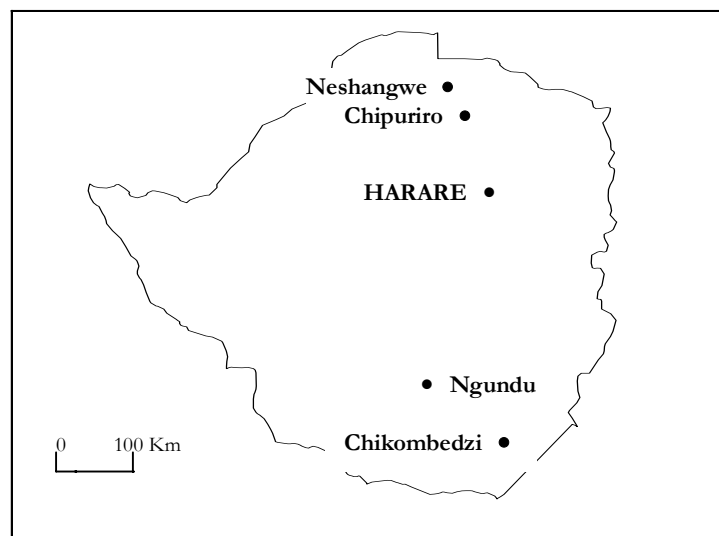 Neshangwe
Chipuriro
HARARE
Ngundu
Chikombedzi
0 100 Km